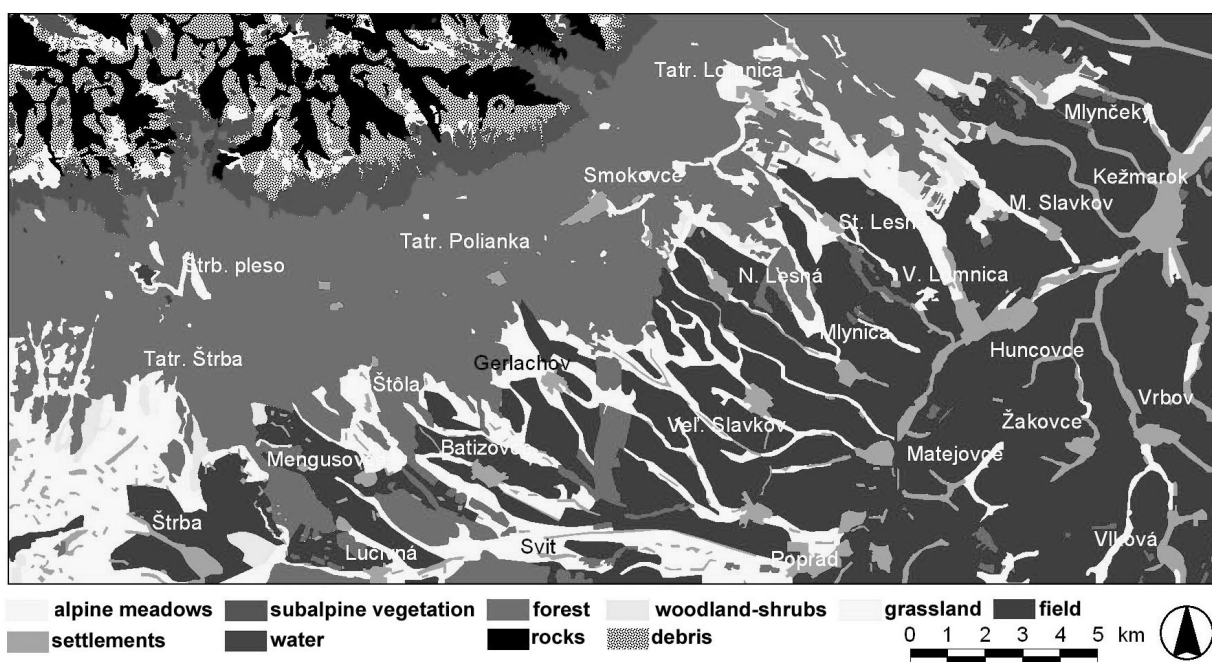 Tatr. Lomnica
Mlynčeky
Smokovce
Kežmarok
M. Slavkov
St. Lesn
Tatr. Polianka
Štrb. pleso
N. Lesná
V. Lomnica
Mlynica
Huncovce
Tatr. Štrba
Gerlachov
Štôla
Vrbov
Žakovce
Veľ. Slavkov
Batizovce
Matejovce
Mengusovce
Štrba
Lučivná
Svit
Poprad
Vlková
alpine meadows subalpine vegetation forest woodland-shrubs grassland field
settlements water rocks debris
0 1 2 3 4 5 km